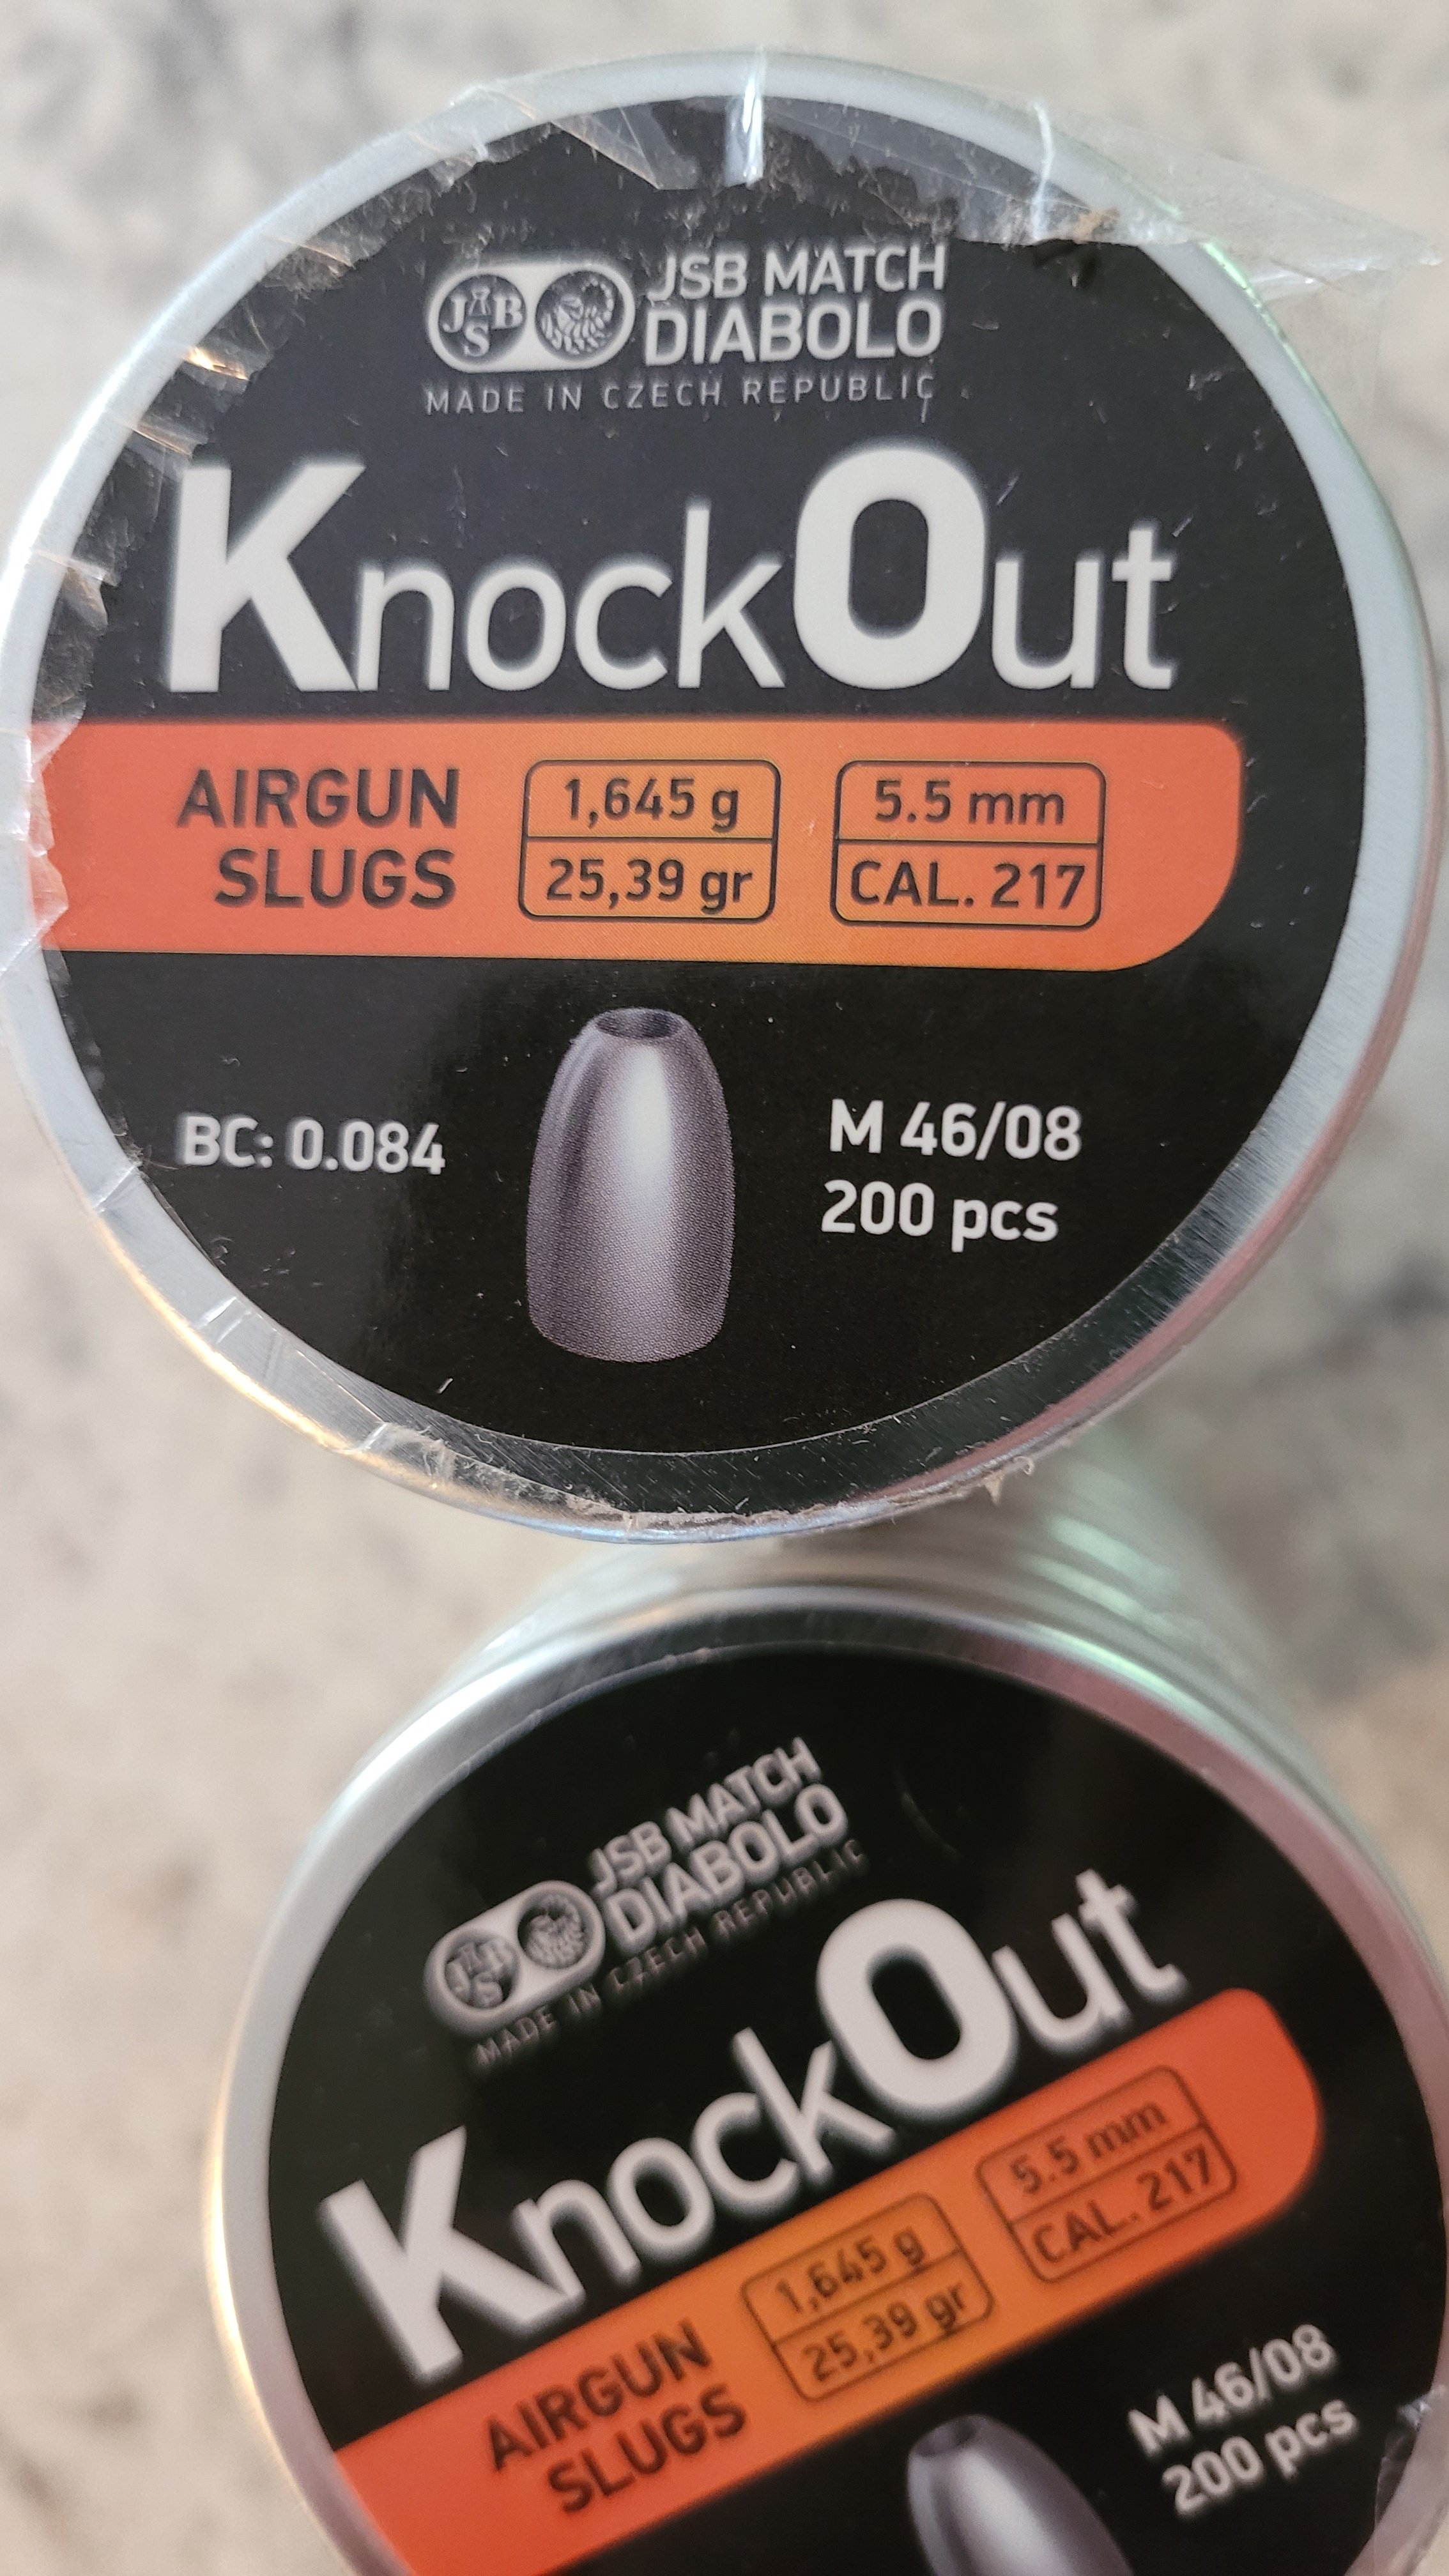 JSB
JSB MATCH
DIABOLO
MADE IN CZECH REPUBLIC
KnockOut
AIRGUN
SLUGS
1,645 g
25,39 gr
5.5 mm
CAL. 217
BC: 0.084
M 46/08
200 pcs
JSB
JSB MATCH
DIABOLO
MADE IN CZECH REPUBLIC
KnockOut
AIRGUN
SLUGS
1,645 g
25,39 gr
5.5 mm
CAL. 217
M 46/08
200 pcs